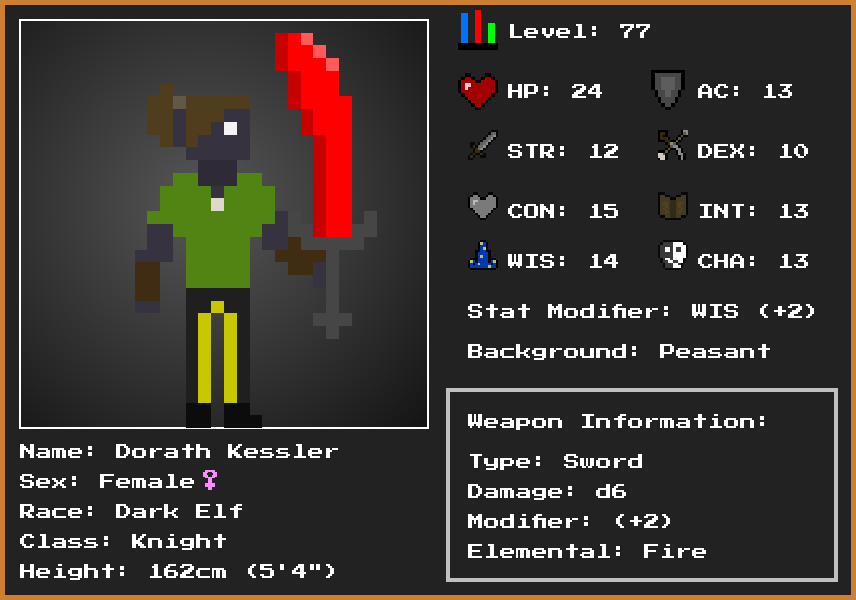 Level: 77
HP: 24 AC: 13
STR: 12 DEX: 10
CON: 15 INT: 13
WIS: 14 CHA: 13
Stat Modifier: WIS (+2)
Background: Peasant
Weapon Information:
Type: Sword
Damage: d6
Modifier: (+2)
Elemental: Fire
Name: Dorath Kessler
Sex: Female♀
Race: Dark Elf
Class: Knight
Height: 162cm (5'4")